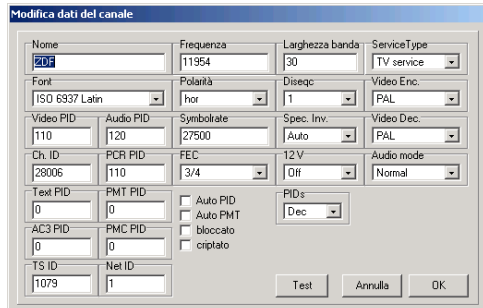 Modifica dati del canale
Nome Frequenza Larghezza banda ServiceType
ZDF 11954 30 TV service
Font Polarità Diseqc Video Enc.
ISO 6937 Latin hor 1 PAL
Video PID Audio PID Symbolrate Spec. Inv. Video Dec.
110 120 27500 Auto PAL
Ch. ID PCR PID FEC 12 V Audio mode
28006 110 3/4 Off Normal
Text PID PMT PID Auto PID PIDs
0 0 Auto PMT Dec
AC3 PID PMC PID bloccato
0 0 criptato
TS ID Net ID
1079 1 Test Annulla OK